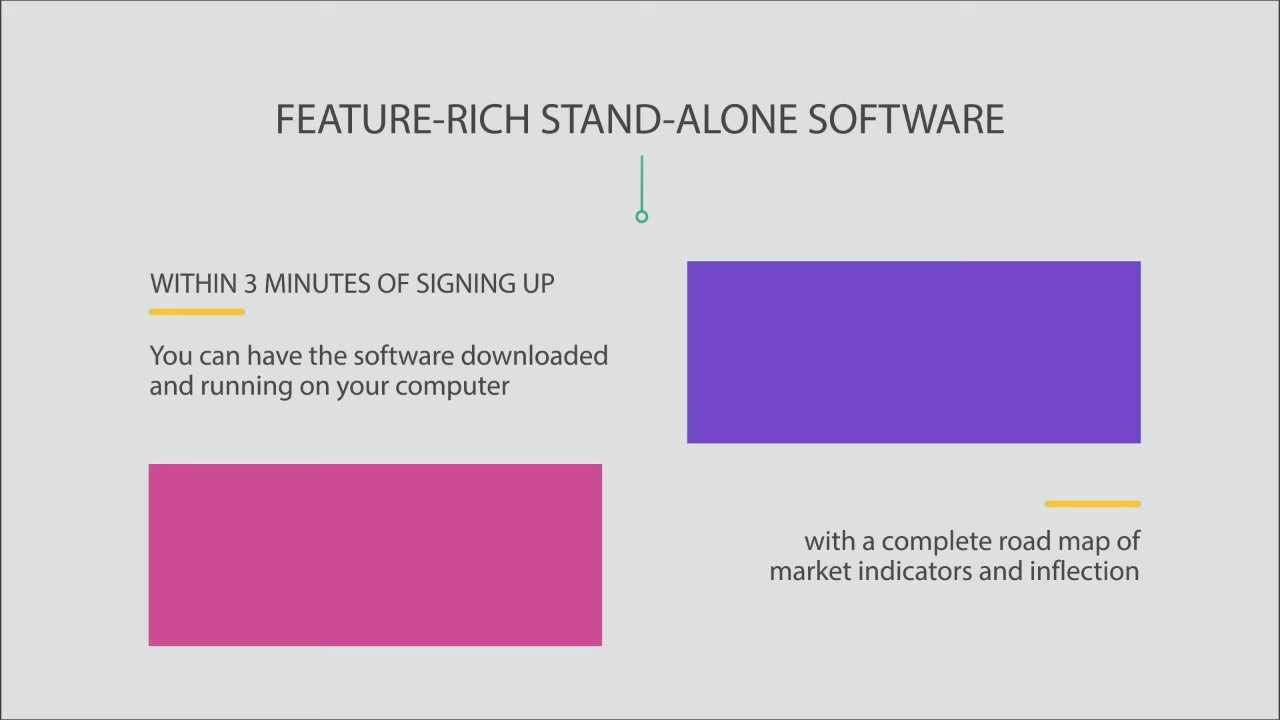 FEATURE-RICH STAND-ALONE SOFTWARE
WITHIN 3 MINUTES OF SIGNING UP
You can have the software downloaded
and running on your computer
with a complete road map of
market indicators and inflection